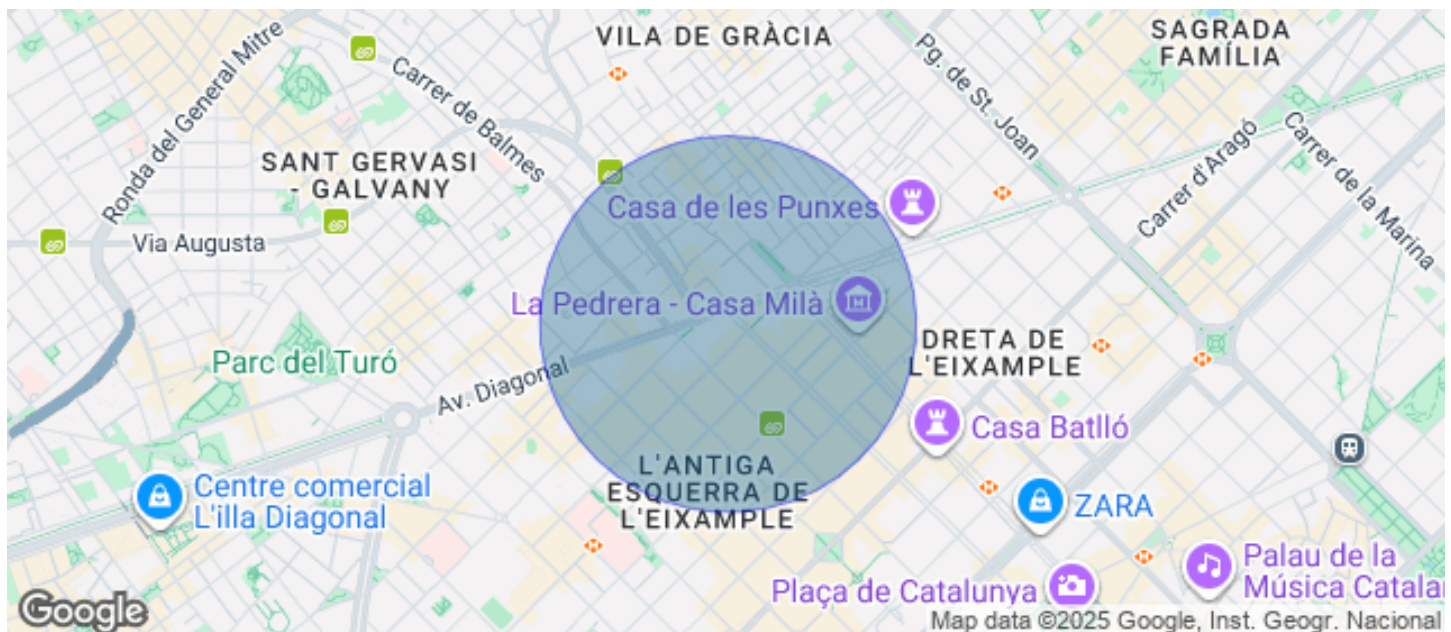 VILA DE GRÀCIA
SAGRADA
FAMÍLIA
Ronda del General Mitre
Carrer de Balmes
Pg. de St. Joan
Carrer d'Aragó
Carrer de la Marina
SANT GERVASI
- GALVANY
Casa de les Punxes
Via Augusta
La Pedrera - Casa Milà
DRETA DE
L'EIXAMPLE
Parc del Turó
Av. Diagonal
Casa Batlló
L'ANTIGA
ESQUERRA DE
L'EIXAMPLE
Centre comercial
L'illa Diagonal
ZARA
Plaça de Catalunya
Palau de la
Música Catalan
Google
Map data ©2025 Google, Inst. Geogr. Nacional